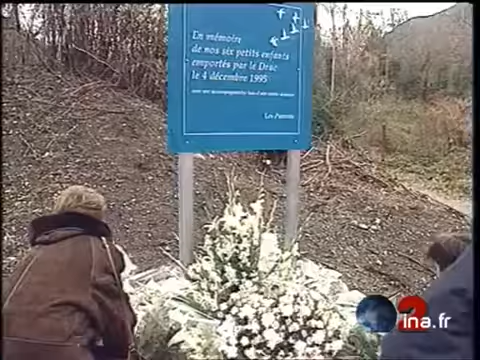 En mémoire
de nos six petits enfants
emportés par le Drac
le 4 décembre 1995
Les Parents
2
ina.fr